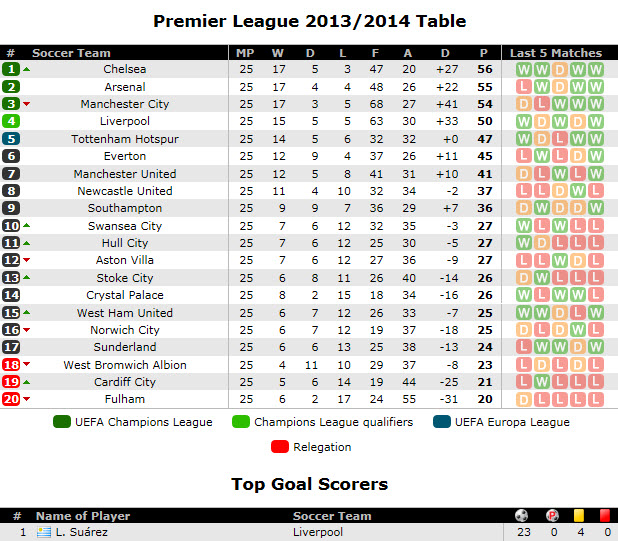 Premier League 2013/2014 Table
# Soccer Team MP W D L F A D P Last 5 Matches
1 Chelsea 25 17 5 3 47 20 +27 56 W W D W W
2 Arsenal 25 17 4 4 48 26 +22 55 L W D W W
3 Manchester City 25 17 3 5 68 27 +41 54 D L W W W
4 Liverpool 25 15 5 5 63 30 +33 50 W D W D W
5 Tottenham Hotspur 25 14 5 6 32 32 +0 47 W D L W W
6 Everton 25 12 9 4 37 26 +11 45 L W L D W
7 Manchester United 25 12 5 8 41 31 +10 41 D L W L W
8 Newcastle United 25 11 4 10 32 34 -2 37 L L D W L
9 Southampton 25 9 9 7 36 29 +7 36 D W D D W
10 Swansea City 25 7 6 12 32 35 -3 27 W L W L L
11 Hull City 25 7 6 12 25 30 -5 27 W D L L L
12 Aston Villa 25 7 6 12 27 36 -9 27 L L W D L
13 Stoke City 25 6 8 11 26 40 -14 26 D W L L L
14 Crystal Palace 25 8 2 15 18 34 -16 26 W L W W L
15 West Ham United 25 6 7 12 26 33 -7 25 W W D L W
16 Norwich City 25 6 7 12 19 37 -18 25 D L D W L
17 Sunderland 25 6 6 13 25 38 -13 24 L W W D W
18 West Bromwich Albion 25 4 11 10 29 37 -8 23 L D L D L
19 Cardiff City 25 5 6 14 19 44 -25 21 L W L L L
20 Fulham 25 6 2 17 24 55 -31 20 D L L L L
UEFA Champions League Champions League qualifiers UEFA Europa League
Relegation
Top Goal Scorers
# Name of Player Soccer Team P
1 L. Suárez Liverpool 23 0 4 0